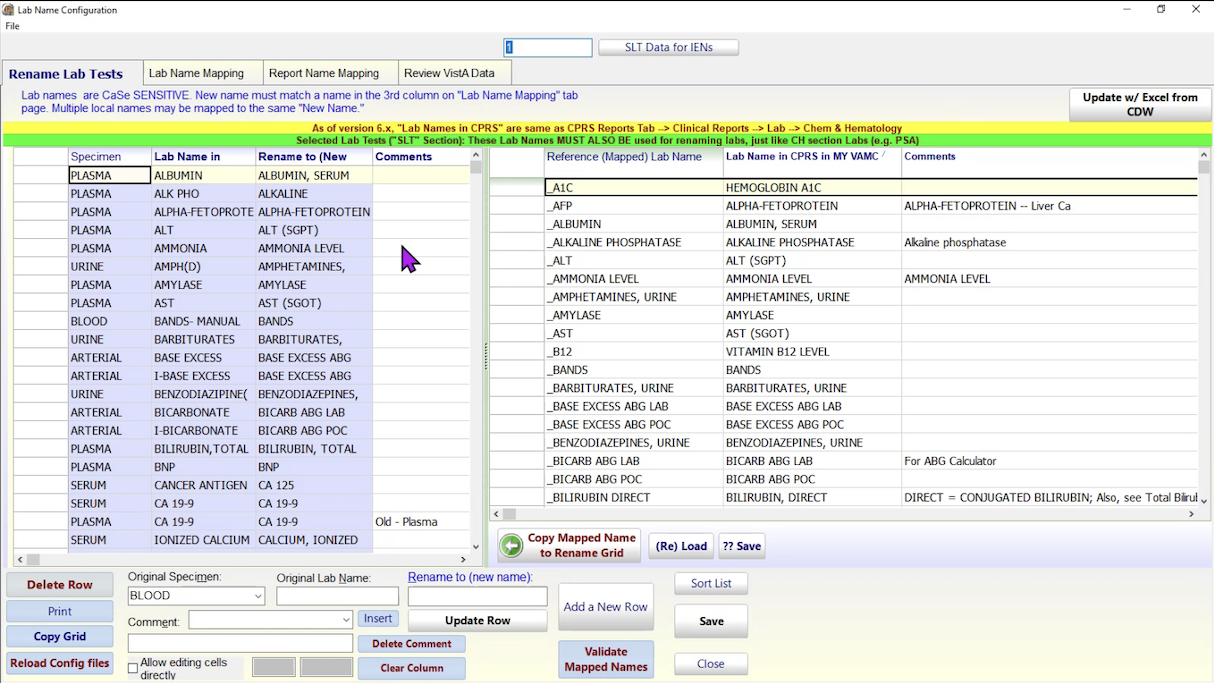 Lab Name Configuration
File
1
SLT Data for IENs
Rename Lab Tests
Lab Name Mapping
Report Name Mapping
Review VistA Data
Lab names are CaSe SENSITIVE. New name must match a name in the 3rd column on "Lab Name Mapping" tab
page. Multiple local names may be mapped to the same "New Name."
Update w/ Excel from
CDW
As of version 6.x, "Lab Names in CPRS" are same as CPRS Reports Tab --> Clinical Reports --> Lab --> Chem & Hematology
Selected Lab Tests ("SLT" Section): These Lab Names MUST ALSO BE used for renaming labs, just like CH section Labs (e.g. PSA)
Specimen Lab Name in Rename to (New Comments
PLASMA ALBUMIN ALBUMIN, SERUM
PLASMA ALK PHO ALKALINE
PLASMA ALPHA-FETOPROTE ALPHA-FETOPROTEIN
PLASMA ALT ALT (SGPT)
PLASMA AMMONIA AMMONIA LEVEL
URINE AMPH(D) AMPHETAMINES,
PLASMA AMYLASE AMYLASE
PLASMA AST AST (SGOT)
BLOOD BANDS- MANUAL BANDS
URINE BARBITURATES BARBITURATES,
ARTERIAL BASE EXCESS BASE EXCESS ABG
ARTERIAL I-BASE EXCESS BASE EXCESS ABG
URINE BENZODIAZIPINE( BENZODIAZEPINES,
ARTERIAL BICARBONATE BICARB ABG LAB
ARTERIAL I-BICARBONATE BICARB ABG POC
PLASMA BILIRUBIN,TOTAL BILIRUBIN, TOTAL
PLASMA BNP BNP
SERUM CANCER ANTIGEN CA 125
SERUM CA 19-9 CA 19-9
PLASMA CA 19-9 CA 19-9 Old - Plasma
SERUM IONIZED CALCIUM CALCIUM, IONIZED
Reference (Mapped) Lab Name Lab Name in CPRS in MY VAMC Comments
_A1C HEMOGLOBIN A1C
_AFP ALPHA-FETOPROTEIN ALPHA-FETOPROTEIN -- Liver Ca
_ALBUMIN ALBUMIN, SERUM
_ALKALINE PHOSPHATASE ALKALINE PHOSPHATASE Alkaline phosphatase
_ALT ALT (SGPT)
_AMMONIA LEVEL AMMONIA LEVEL AMMONIA LEVEL
_AMPHETAMINES, URINE AMPHETAMINES, URINE
_AMYLASE AMYLASE
_AST AST (SGOT)
_B12 VITAMIN B12 LEVEL
_BANDS BANDS
_BARBITURATES, URINE BARBITURATES, URINE
_BASE EXCESS ABG LAB BASE EXCESS ABG LAB
_BASE EXCESS ABG POC BASE EXCESS ABG POC
_BENZODIAZEPINES, URINE BENZODIAZEPINES, URINE
_BICARB ABG LAB BICARB ABG LAB For ABG Calculator
_BICARB ABG POC BICARB ABG POC
_BILIRUBIN DIRECT BILIRUBIN, DIRECT DIRECT = CONJUGATED BILIRUBIN; Also, see Total Bilrul
Copy Mapped Name
to Rename Grid
(Re) Load
?? Save
Delete Row
Print
Copy Grid
Reload Config files
Original Specimen:
BLOOD
Original Lab Name:
Rename to (new name):
Comment:
Insert
Update Row
Delete Comment
Clear Column
Allow editing cells
directly
Add a New Row
Validate
Mapped Names
Sort List
Save
Close